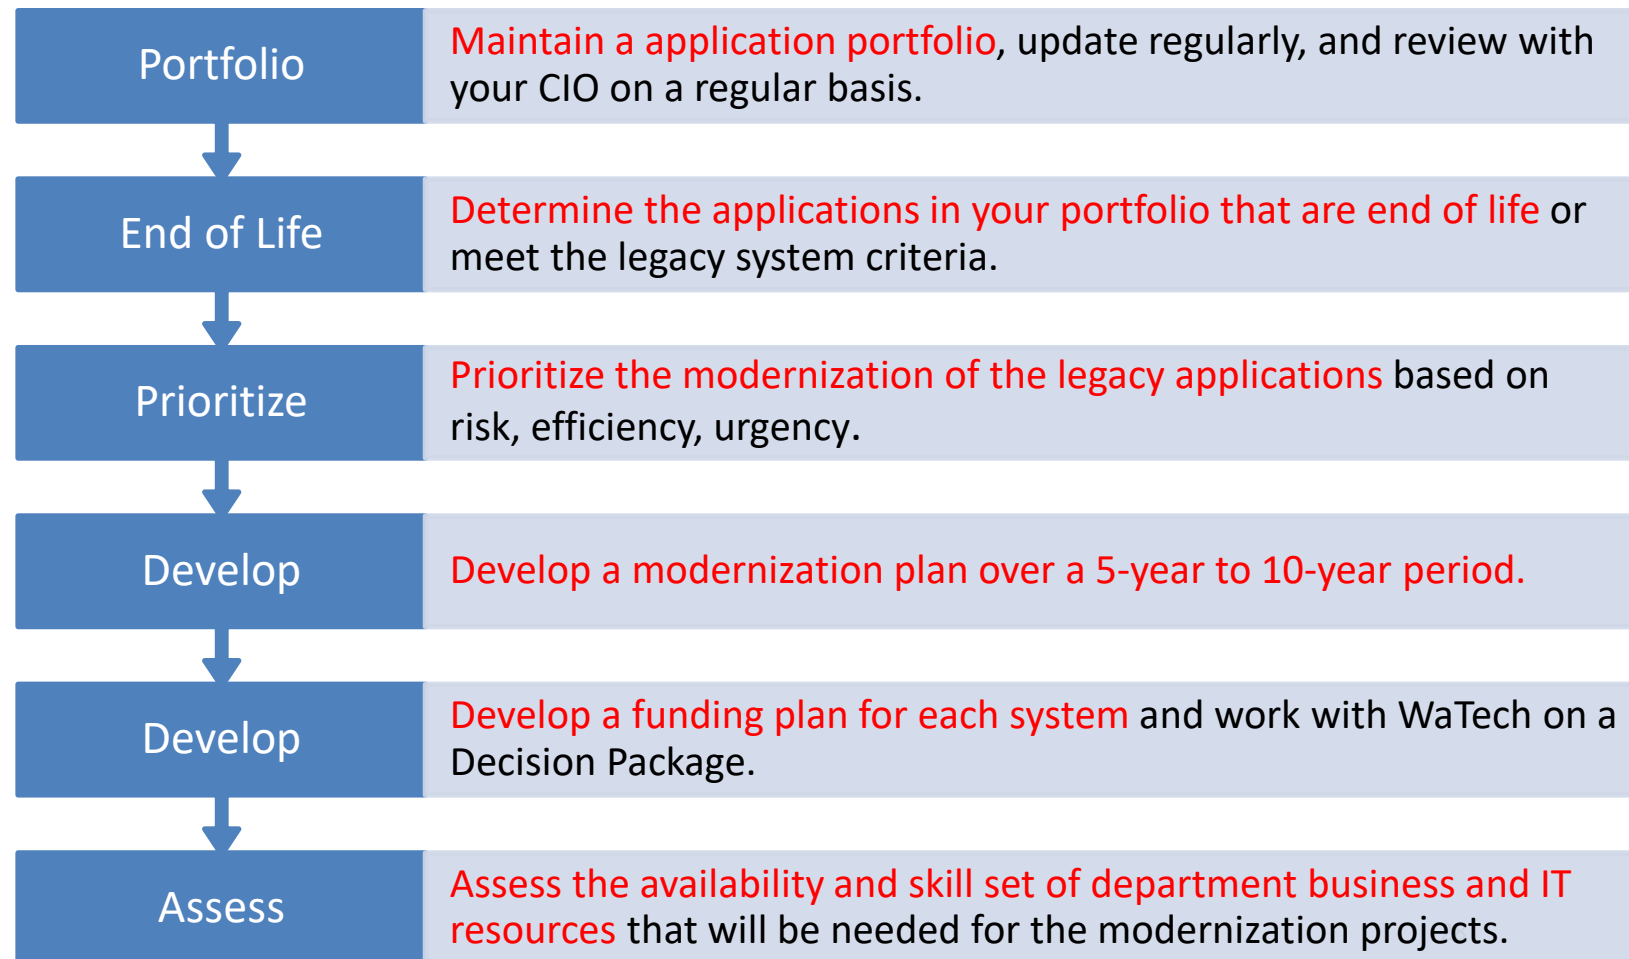 Portfolio
Maintain a application portfolio, update regularly, and review with
your CIO on a regular basis.
End of Life
Determine the applications in your portfolio that are end of life or
meet the legacy system criteria.
Prioritize
Prioritize the modernization of the legacy applications based on
risk, efficiency, urgency.
Develop
Develop a modernization plan over a 5-year to 10-year period.
Develop
Develop a funding plan for each system and work with WaTech on a
Decision Package.
Assess
Assess the availability and skill set of department business and IT
resources that will be needed for the modernization projects.